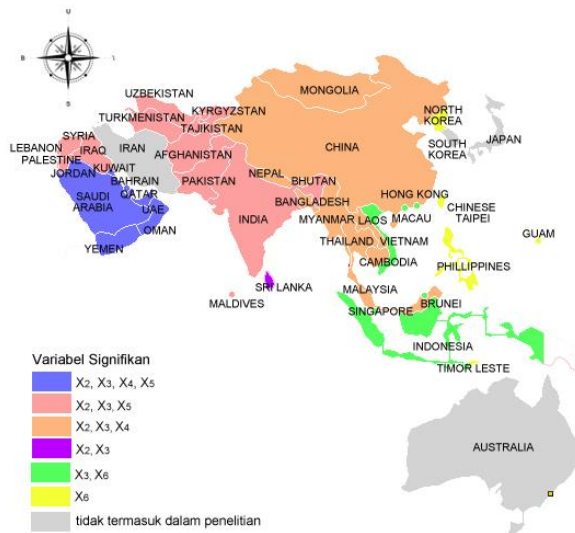 U
B
T
S
MONGOLIA
UZBEKISTAN
KYRGYZSTAN
TURKMENISTAN
TAJIKISTAN
NORTH
KOREA
JAPAN
SOUTH
KOREA
SYRIA
LEBANON
PALESTINE
IRAQ
IRAN
AFGHANISTAN
CHINA
KUWAIT
JORDAN
BAHRAIN
PAKISTAN
NEPAL
BHUTAN
QATAR
SAUDI
ARABIA
UAE
BANGLADESH
HONG KONG
MACAU
CHINESE
TAIPEI
INDIA
MYANMAR
LAOS
OMAN
YEMEN
THAILAND
VIETNAM
GUAM
CAMBODIA
PHILLIPPINES
SRI LANKA
MALDIVES
MALAYSIA
BRUNEI
SINGAPORE
INDONESIA
TIMOR LESTE
AUSTRALIA
Variabel Signifikan
X2, X3, X4, X5
X2, X3, X5
X2, X3, X4
X2, X3
X3, X6
X6
tidak termasuk dalam penelitian